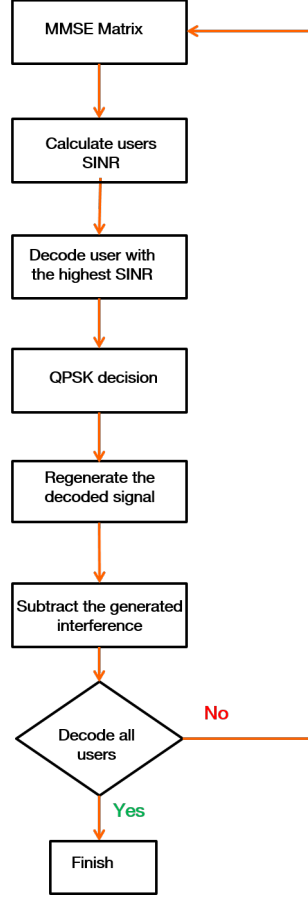 MMSE Matrix
Calculate users
SINR
Decode user with
the highest SINR
QPSK decision
Regenerate the
decoded signal
Subtract the generated
interference
Decode all
users
No
Yes
Finish